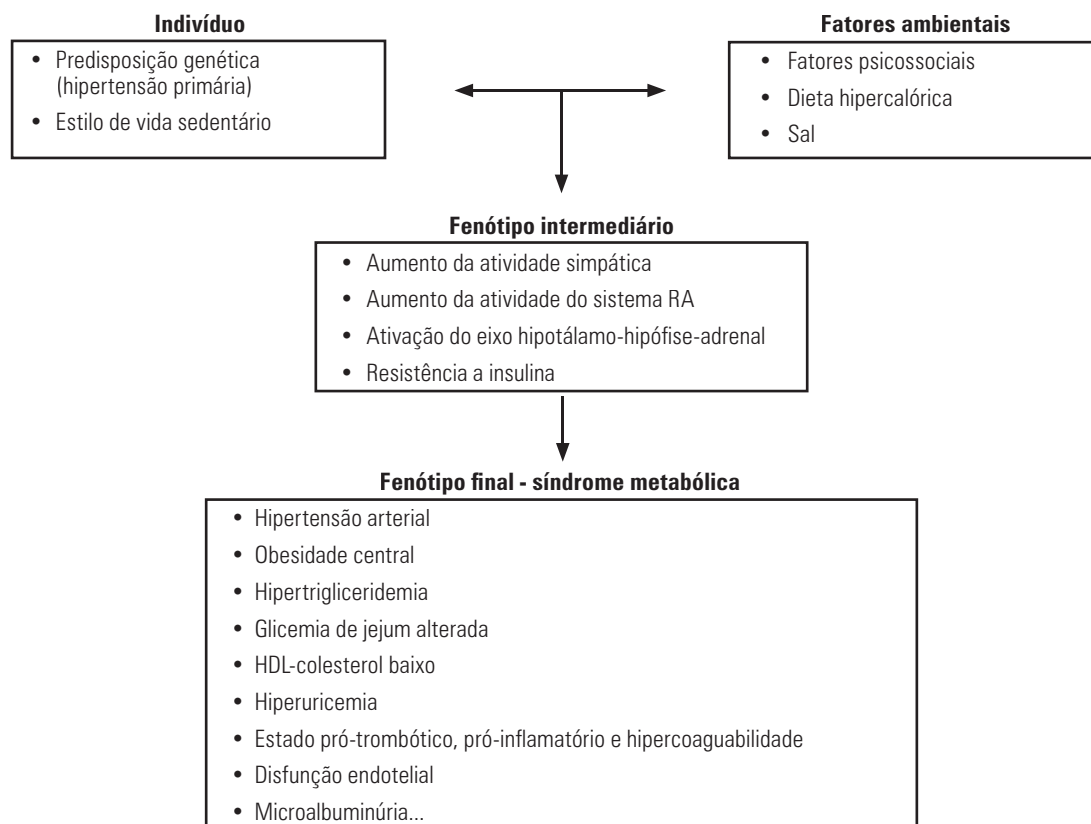 Indivíduo
• Predisposição genética
(hipertensão primária)
• Estilo de vida sedentário
Fatores ambientais
• Fatores psicossociais
• Dieta hipercalórica
• Sal
Fenótipo intermediário
• Aumento da atividade simpática
• Aumento da atividade do sistema RA
• Ativação do eixo hipotálamo-hipófise-adrenal
• Resistência a insulina
Fenótipo final - síndrome metabólica
• Hipertensão arterial
• Obesidade central
• Hipertrigliceridemia
• Glicemia de jejum alterada
• HDL-colesterol baixo
• Hiperuricemia
• Estado pró-trombótico, pró-inflamatório e hipercoaguabilidade
• Disfunção endotelial
• Microalbuminúria...